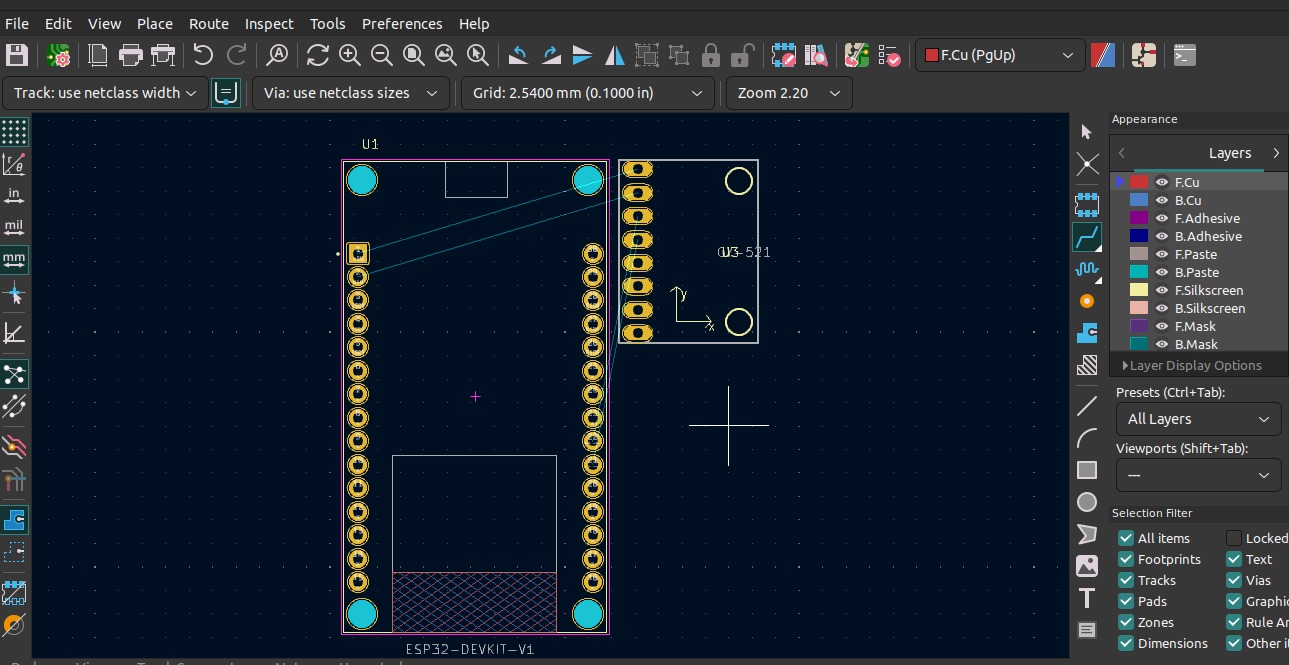 File Edit View Place Route Inspect Tools Preferences Help
F.Cu (PgUp)
Track: use netclass width Via: use netclass sizes Grid: 2.5400 mm (0.1000 in) Zoom 2.20
in
mil
mm
U1
y
x
ESP32-DEVKIT-V1
Appearance
Layers
F.Cu
B.Cu
F.Adhesive
B.Adhesive
F.Paste
B.Paste
F.Silkscreen
B.Silkscreen
F.Mask
B.Mask
Layer Display Options
Presets (Ctrl+Tab):
All Layers
Viewports (Shift+Tab):
---
Selection Filter
All items Locked
Footprints Text
Tracks Vias
Pads Graphic
Zones Rule Ar
Dimensions Other it